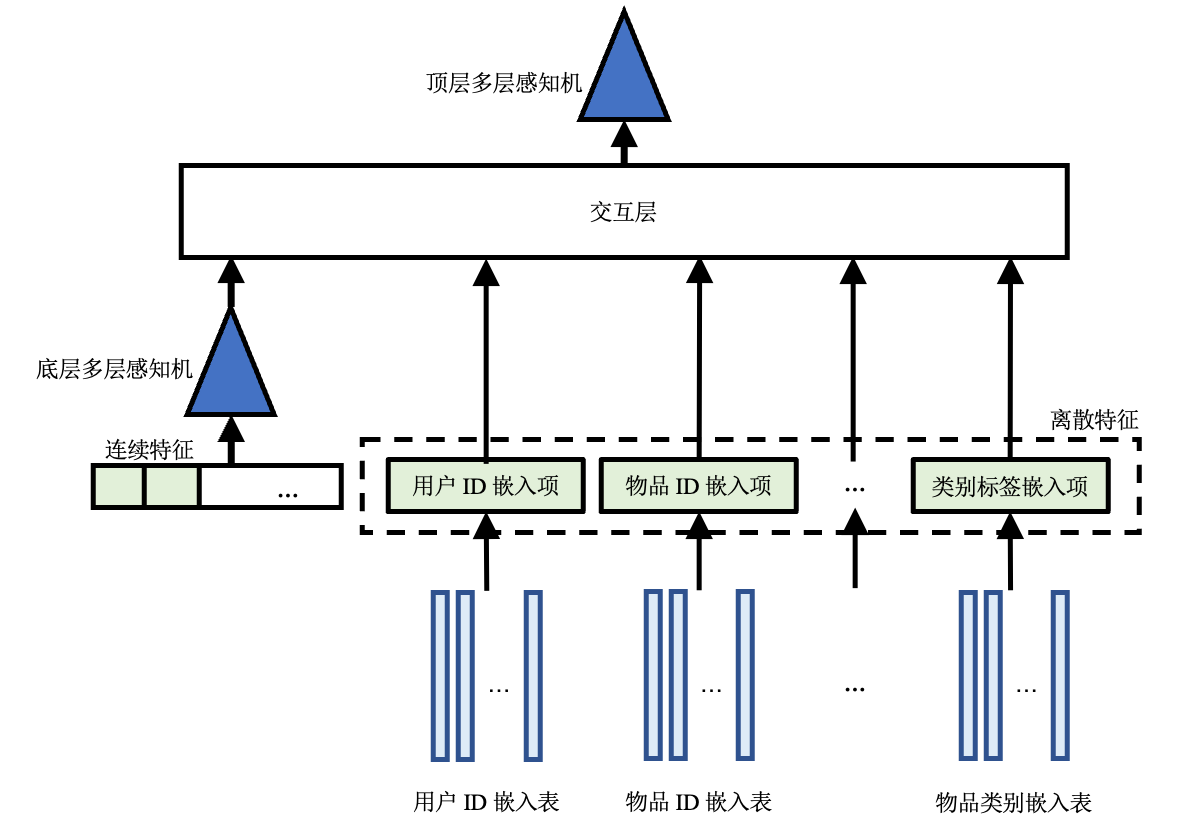 顶层多层感知机
交互层
底层多层感知机
连续特征
离散特征
...
用户 ID 嵌入项
物品 ID 嵌入项
...
类别标签嵌入项
...
...
...
...
用户 ID 嵌入表
物品 ID 嵌入表
物品类别嵌入表